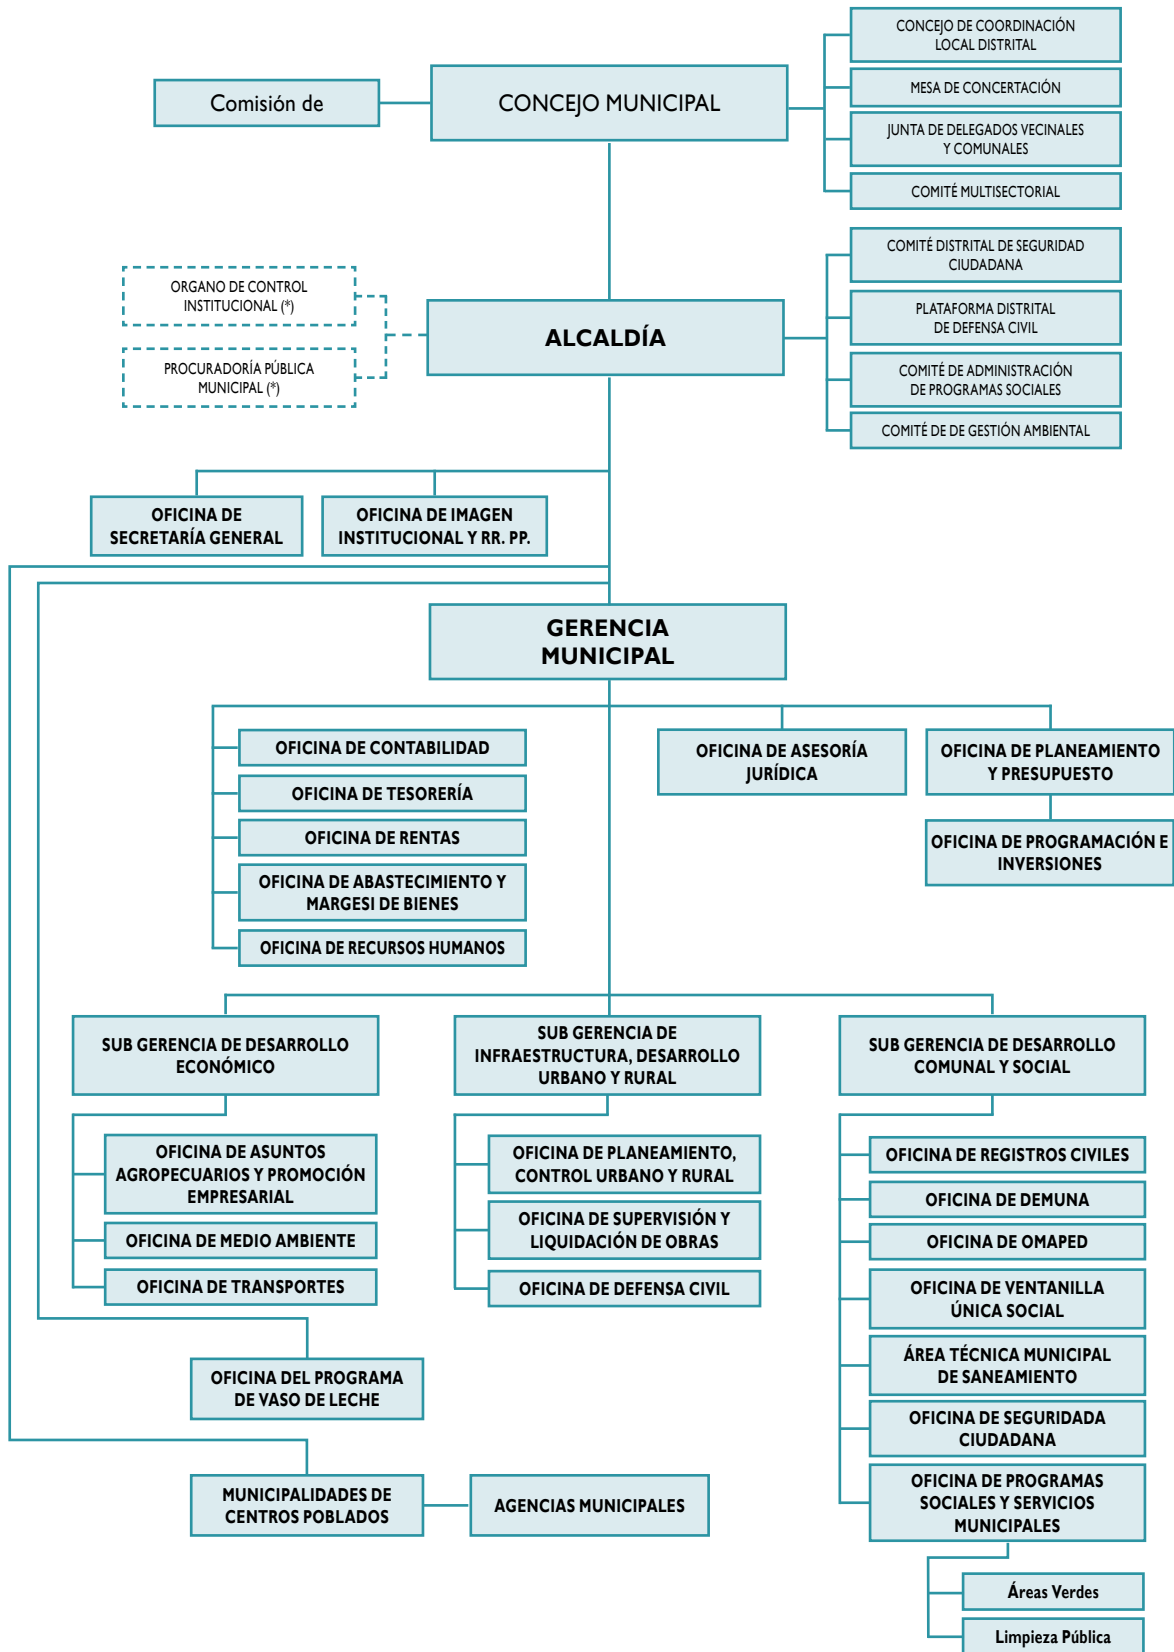 CONCEJO DE COORDINACIÓN
LOCAL DISTRITAL
Comisión de
CONCEJO MUNICIPAL
MESA DE CONCERTACIÓN
JUNTA DE DELEGADOS VECINALES
Y COMUNALES
COMITÉ MULTISECTORIAL
COMITÉ DISTRITAL DE SEGURIDAD
CIUDADANA
ORGANO DE CONTROL
INSTITUCIONAL (*)
PLATAFORMA DISTRITAL
DE DEFENSA CIVIL
ALCALDÍA
PROCURADORÍA PÚBLICA
MUNICIPAL (*)
COMITÉ DE ADMINISTRACIÓN
DE PROGRAMAS SOCIALES
COMITÉ DE DE GESTIÓN AMBIENTAL
OFICINA DE
SECRETARÍA GENERAL
OFICINA DE IMAGEN
INSTITUCIONAL Y RR. PP.
GERENCIA
MUNICIPAL
OFICINA DE CONTABILIDAD
OFICINA DE TESORERÍA
OFICINA DE RENTAS
OFICINA DE ABASTECIMIENTO Y
MARGESI DE BIENES
OFICINA DE RECURSOS HUMANOS
OFICINA DE ASESORÍA
JURÍDICA
OFICINA DE PLANEAMIENTO
Y PRESUPUESTO
OFICINA DE PROGRAMACIÓN E
INVERSIONES
SUB GERENCIA DE DESARROLLO
ECONÓMICO
OFICINA DE ASUNTOS
AGROPECUARIOS Y PROMOCIÓN
EMPRESARIAL
OFICINA DE MEDIO AMBIENTE
OFICINA DE TRANSPORTES
SUB GERENCIA DE
INFRAESTRUCTURA, DESARROLLO
URBANO Y RURAL
OFICINA DE PLANEAMIENTO,
CONTROL URBANO Y RURAL
OFICINA DE SUPERVISIÓN Y
LIQUIDACIÓN DE OBRAS
OFICINA DE DEFENSA CIVIL
SUB GERENCIA DE DESARROLLO
COMUNAL Y SOCIAL
OFICINA DE REGISTROS CIVILES
OFICINA DE DEMUNA
OFICINA DE OMAPED
OFICINA DE VENTANILLA
ÚNICA SOCIAL
ÁREA TÉCNICA MUNICIPAL
DE SANEAMIENTO
OFICINA DE SEGURIDADA
CIUDADANA
OFICINA DE PROGRAMAS
SOCIALES Y SERVICIOS
MUNICIPALES
Áreas Verdes
Limpieza Pública
OFICINA DEL PROGRAMA
DE VASO DE LECHE
MUNICIPALIDADES DE
CENTROS POBLADOS
AGENCIAS MUNICIPALES